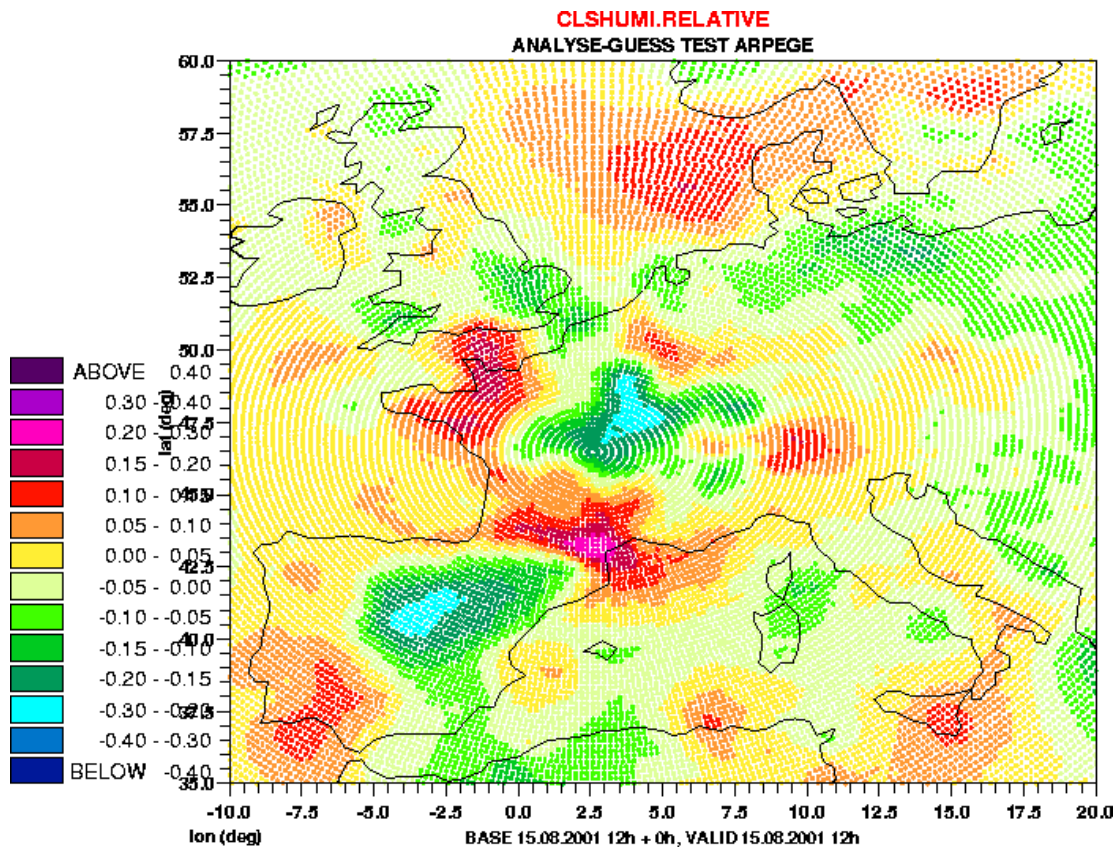 CLSHUMI.RELATIVE
ANALYSE-GUESS TEST ARPEGE
60.0
57.5
55.0
52.5
50.0
47.5
42.5
40.0
35.0
lat (deg)
ABOVE 0.40
0.30 - 0.40
0.20 - 0.30
0.15 - 0.20
0.10 - 0.15
0.05 - 0.10
0.00 - 0.05
-0.05 - 0.00
-0.10 - -0.05
-0.15 - -0.10
-0.20 - -0.15
-0.30 - -0.20
-0.40 - -0.30
BELOW -0.40
-10.0 -7.5 -5.0 -2.5 0.0 2.5 5.0 7.5 10.0 12.5 15.0 17.5 20.0
lon (deg)
BASE 15.08.2001 12h + 0h, VALID 15.08.2001 12h